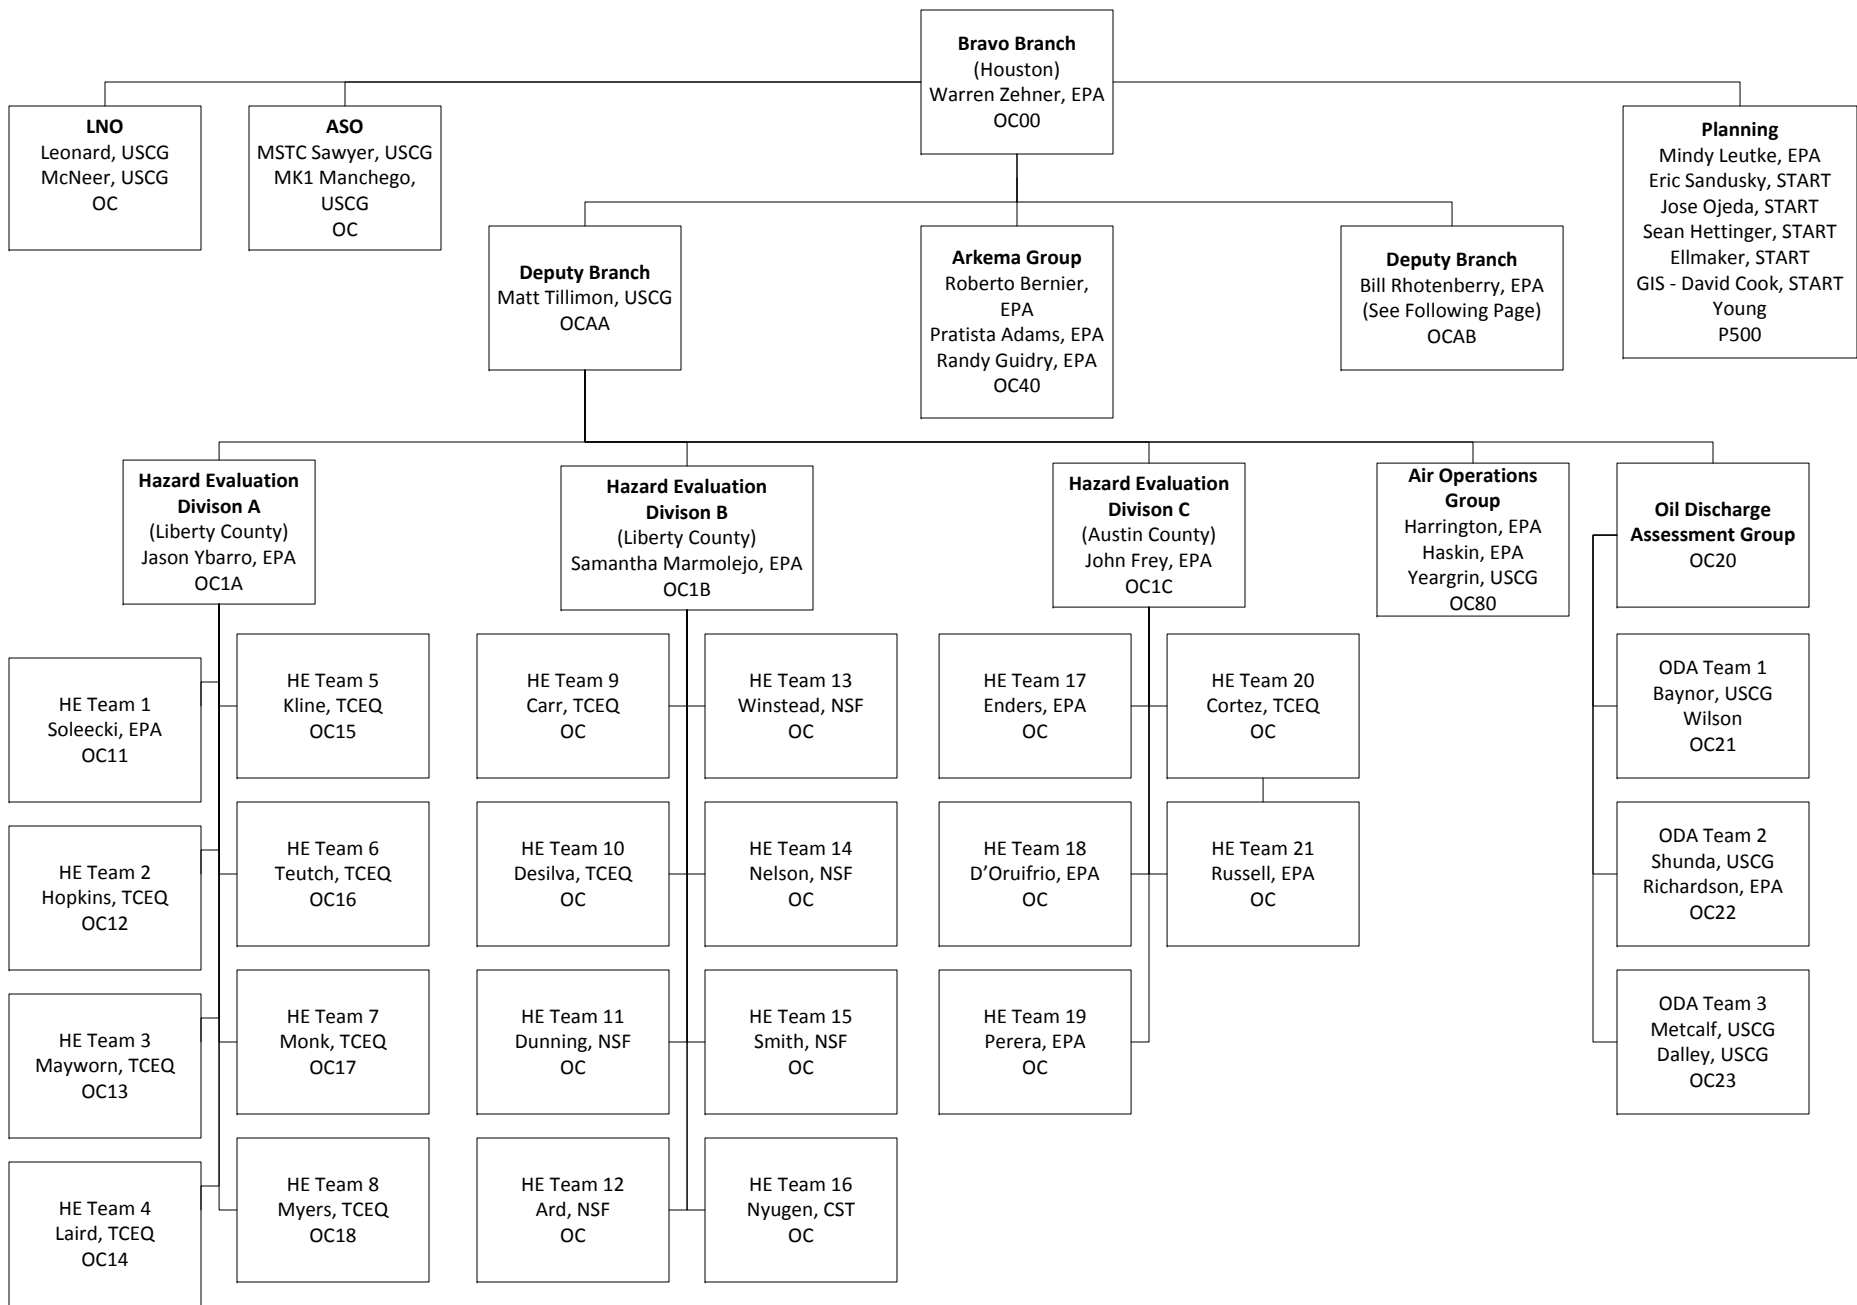 Bravo Branch
(Houston)
Warren Zehner, EPA
OC00
LNO
Leonard, USCG
McNeer, USCG
OC
ASO
MSTC Sawyer, USCG
MK1 Manchego,
USCG
OC
Planning
Mindy Leutke, EPA
Eric Sandusky, START
Jose Ojeda, START
Sean Hettinger, START
Ellmaker, START
GIS - David Cook, START
Young
P500
Deputy Branch
Matt Tillimon, USCG
OCAA
Arkema Group
Roberto Bernier,
EPA
Pratista Adams, EPA
Randy Guidry, EPA
OC40
Deputy Branch
Bill Rhotenberry, EPA
(See Following Page)
OCAB
Hazard Evaluation
Divison A
(Liberty County)
Jason Ybarro, EPA
OC1A
Hazard Evaluation
Divison B
(Liberty County)
Samantha Marmolejo, EPA
OC1B
Hazard Evaluation
Divison C
(Austin County)
John Frey, EPA
OC1C
Air Operations
Group
Harrington, EPA
Haskin, EPA
Yeargrin, USCG
OC80
Oil Discharge
Assessment Group
OC20
HE Team 1
Soleecki, EPA
OC11
HE Team 5
Kline, TCEQ
OC15
HE Team 9
Carr, TCEQ
OC
HE Team 13
Winstead, NSF
OC
HE Team 17
Enders, EPA
OC
HE Team 20
Cortez, TCEQ
OC
ODA Team 1
Baynor, USCG
Wilson
OC21
HE Team 2
Hopkins, TCEQ
OC12
HE Team 6
Teutch, TCEQ
OC16
HE Team 10
Desilva, TCEQ
OC
HE Team 14
Nelson, NSF
OC
HE Team 18
D’Oruifrio, EPA
OC
HE Team 21
Russell, EPA
OC
ODA Team 2
Shunda, USCG
Richardson, EPA
OC22
HE Team 3
Mayworn, TCEQ
OC13
HE Team 7
Monk, TCEQ
OC17
HE Team 11
Dunning, NSF
OC
HE Team 15
Smith, NSF
OC
HE Team 19
Perera, EPA
OC
ODA Team 3
Metcalf, USCG
Dalley, USCG
OC23
HE Team 4
Laird, TCEQ
OC14
HE Team 8
Myers, TCEQ
OC18
HE Team 12
Ard, NSF
OC
HE Team 16
Nyugen, CST
OC